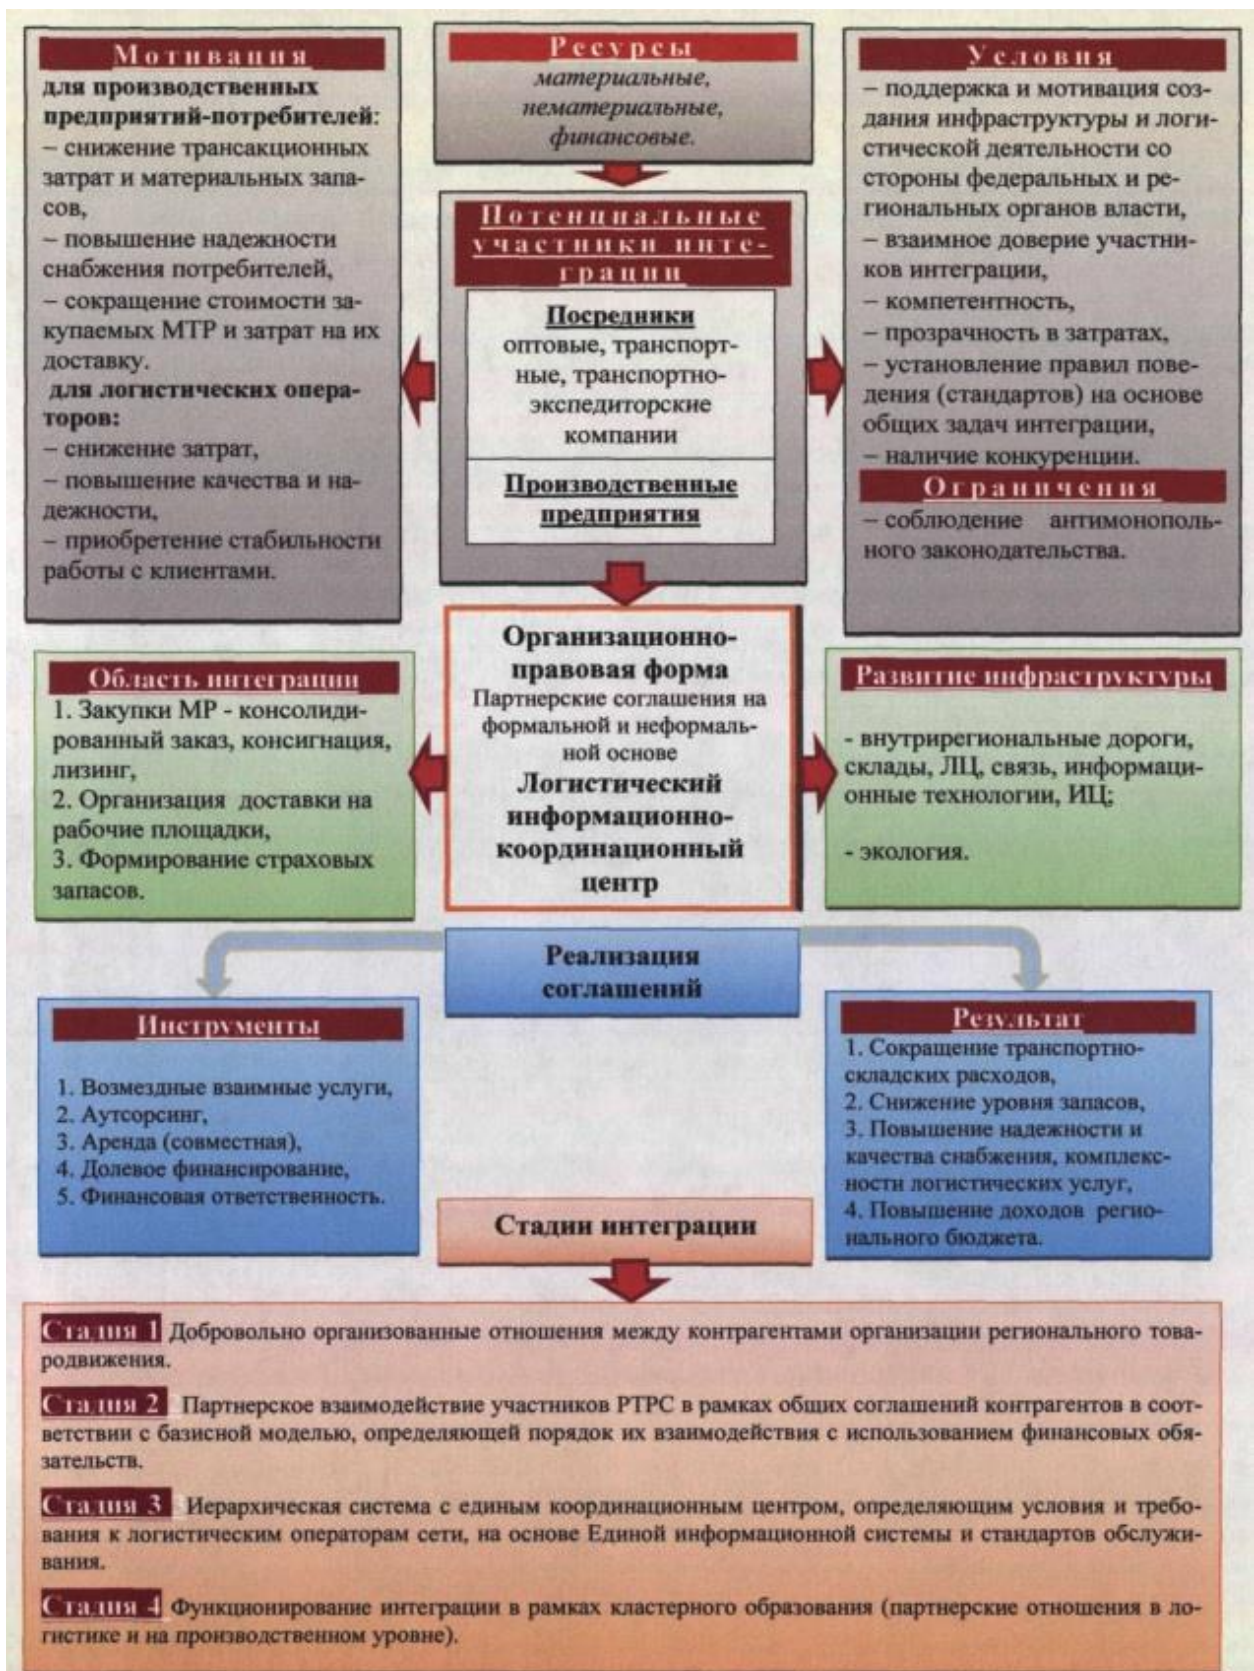 Мотивация
для производственных
предприятий-потребителей:
– снижение трансакционных
затрат и материальных запа-
сов,
– повышение надежности
снабжения потребителей,
– сокращение стоимости за-
купаемых МТР и затрат на их
доставку.
для логистических опера-
торов:
– снижение затрат,
– повышение качества и на-
дежности,
– приобретение стабильности
работы с клиентами.
Ресурсы
материальные,
нематериальные,
финансовые.
Потенциальные
участники инте-
грации
Посредники
оптовые, транспорт-
ные, транспортно-
экспедиторские
компании
Производственные
предприятия
Условия
– поддержка и мотивация соз-
дания инфраструктуры и логи-
стической деятельности со
стороны федеральных и ре-
гиональных органов власти,
– взаимное доверие участни-
ков интеграции,
– компетентность,
– прозрачность в затратах,
– установление правил пове-
дения (стандартов) на основе
общих задач интеграции,
– наличие конкуренции.
Ограничения
– соблюдение антимонополь-
ного законодательства.
Организационно-
правовая форма
Партнерские соглашения на
формальной и неформаль-
ной основе
Логистический
информационно-
координационный
центр
Область интеграции
1. Закупки МР - консолиди-
рованный заказ, консигнация,
лизинг,
2. Организация доставки на
рабочие площадки,
3. Формирование страховых
запасов.
Развитие инфраструктуры
- внутрирегиональные дороги,
склады, ЛЦ, связь, информаци-
онные технологии, ИЦ;
- экология.
Реализация
соглашений
Инструменты
1. Возмездные взаимные услуги,
2. Аутсорсинг,
3. Аренда (совместная),
4. Долевое финансирование,
5. Финансовая ответственность.
Результат
1. Сокращение транспортно-
складских расходов,
2. Снижение уровня запасов,
3. Повышение надежности и
качества снабжения, комплекс-
ности логистических услуг,
4. Повышение доходов регио-
нального бюджета.
Стадии интеграции
Стадия 1 Добровольно организованные отношения между контрагентами организации регионального това-
родвижения.
Стадия 2 Партнерское взаимодействие участников РТРС в рамках общих соглашений контрагентов в соот-
ветствии с базисной моделью, определяющей порядок их взаимодействия с использованием финансовых обя-
зательств.
Стадия 3 Иерархическая система с единым координационным центром, определяющим условия и требо-
вания к логистическим операторам сети, на основе Единой информационной системы и стандартов обслужи-
вания.
Стадия 4 Функционирование интеграции в рамках кластерного образования (партнерские отношения в ло-
гистике и на производственном уровне).